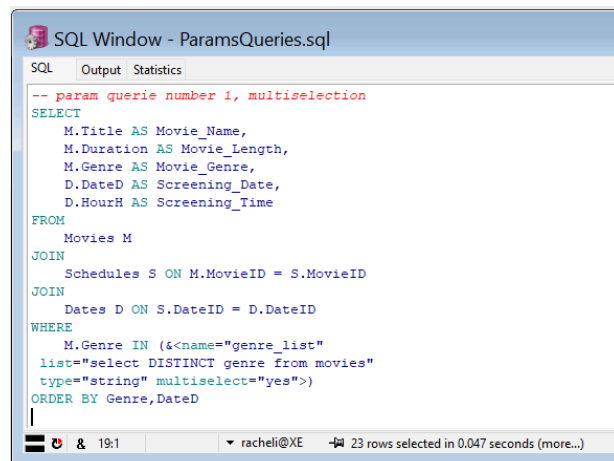 SQL Window - ParamsQueries.sql
SQL Output Statistics
-- param querie number 1, multiselection
SELECT
M.Title AS Movie_Name,
M.Duration AS Movie_Length,
M.Genre AS Movie_Genre,
D.DateD AS Screening_Date,
D.HourH AS Screening_Time
FROM
Movies M
JOIN
Schedules S ON M.MovieID = S.MovieID
JOIN
Dates D ON S.DateID = D.DateID
WHERE
M.Genre IN (&<name="genre_list"
list="select DISTINCT genre from movies"
type="string" multiselect="yes">)
ORDER BY Genre,DateD
& 19:1 racheli@XE 23 rows selected in 0.047 seconds (more...)